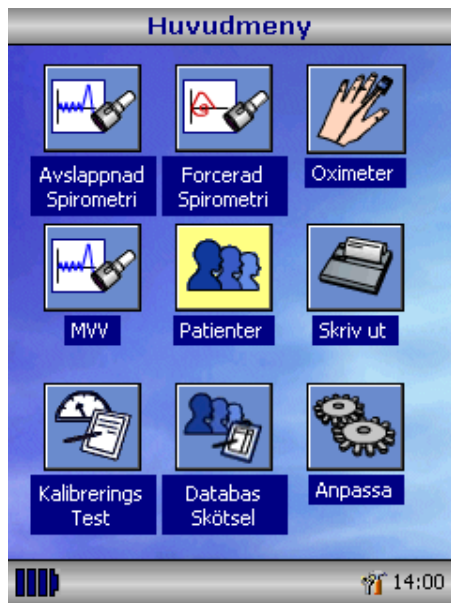 Huvudmeny
Avslappnad
Spirometri
Forcerad
Spirometri
Oximeter
MVV
Patienter
Skriv ut
Kalibrerings
Test
Databas
Skötsel
Anpassa
14:00